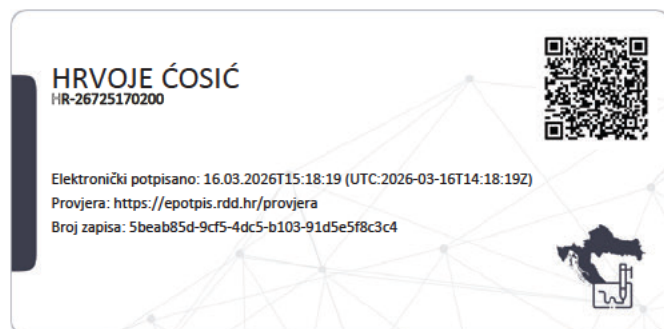 HRVOJE ĆOSIĆ
HR-26725170200
Elektronički potpisano: 16.03.2026T15:18:19 (UTC:2026-03-16T14:18:19Z)
Provjera: https://epotpis.rdd.hr/provjera
Broj zapisa: 5beab85d-9cf5-4dc5-b103-91d5e5f8c3c4